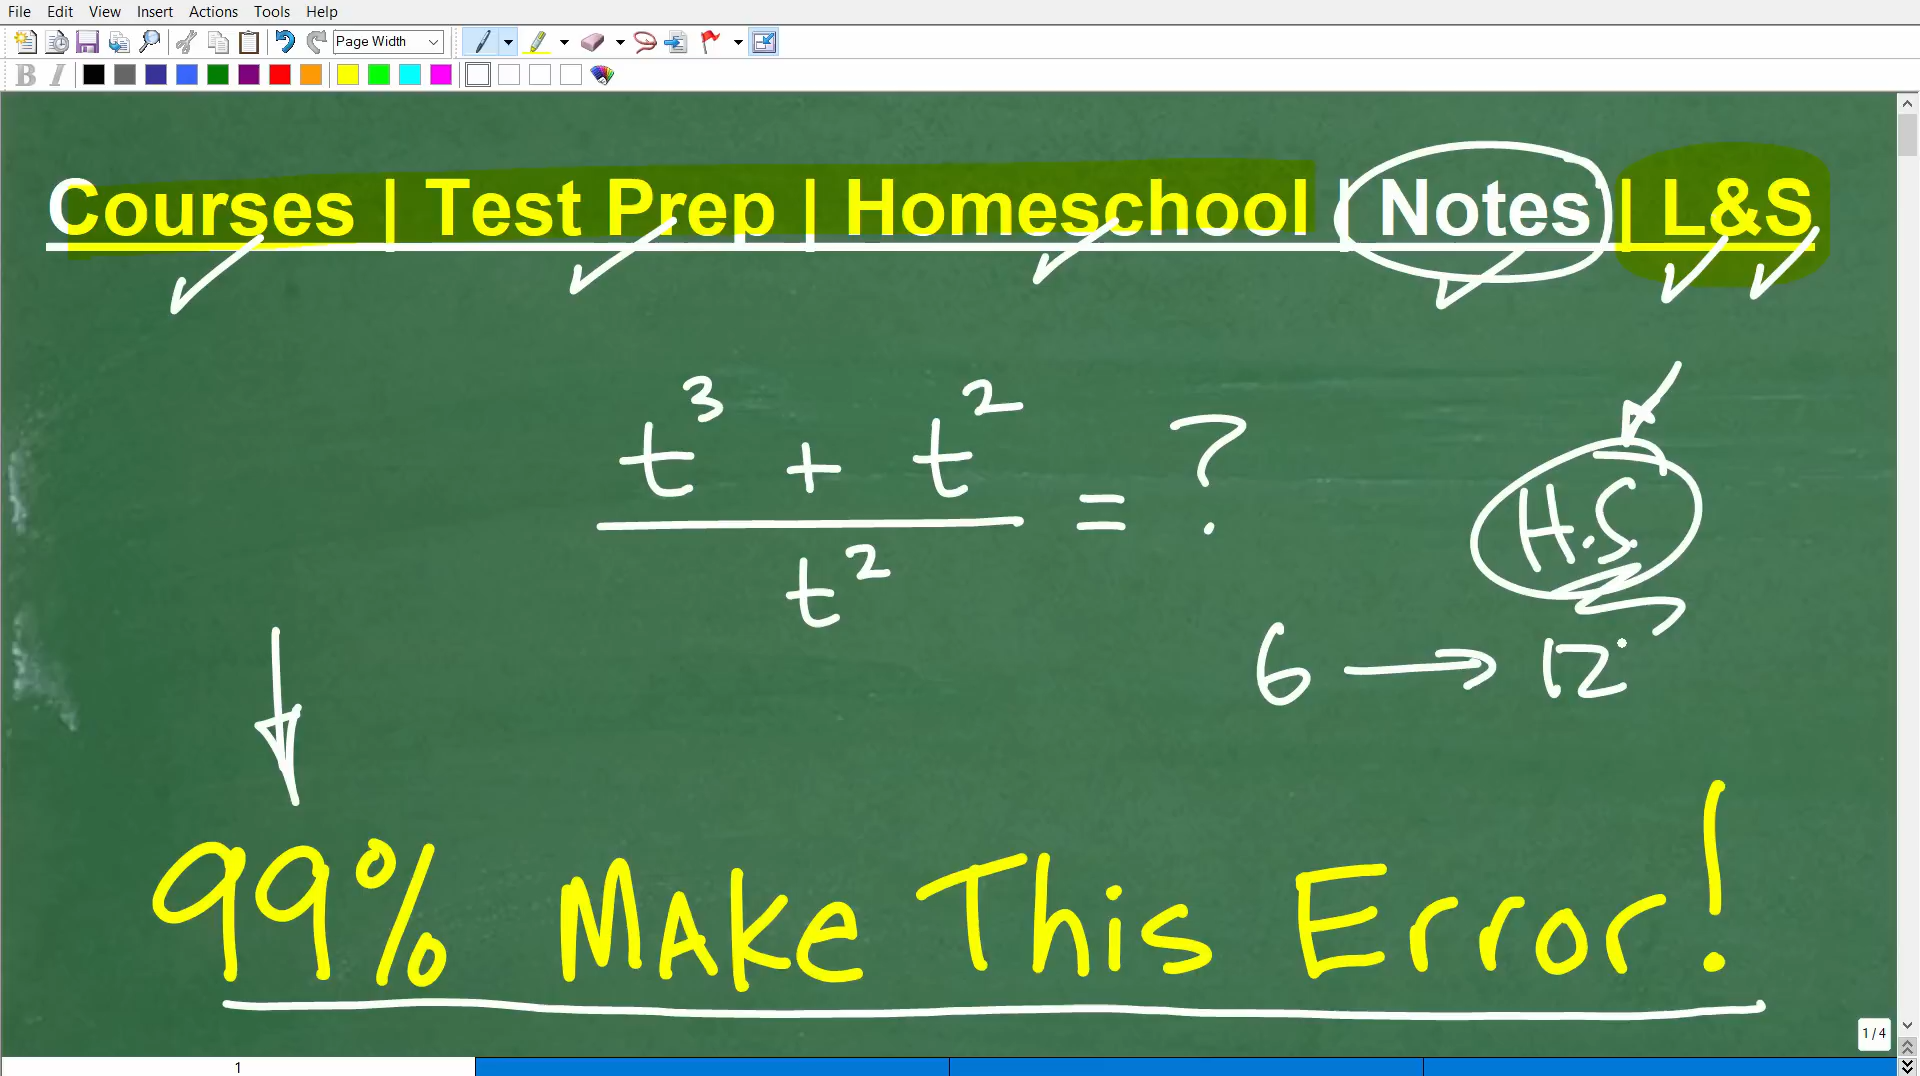 File Edit View Insert Actions Tools Help
Page Width
B I
Courses | Test Prep | Homeschool | Notes | L&S
t³ + t² = ?
t²
H.S.
6 → 12
99% Make This Error!
1 / 4
1